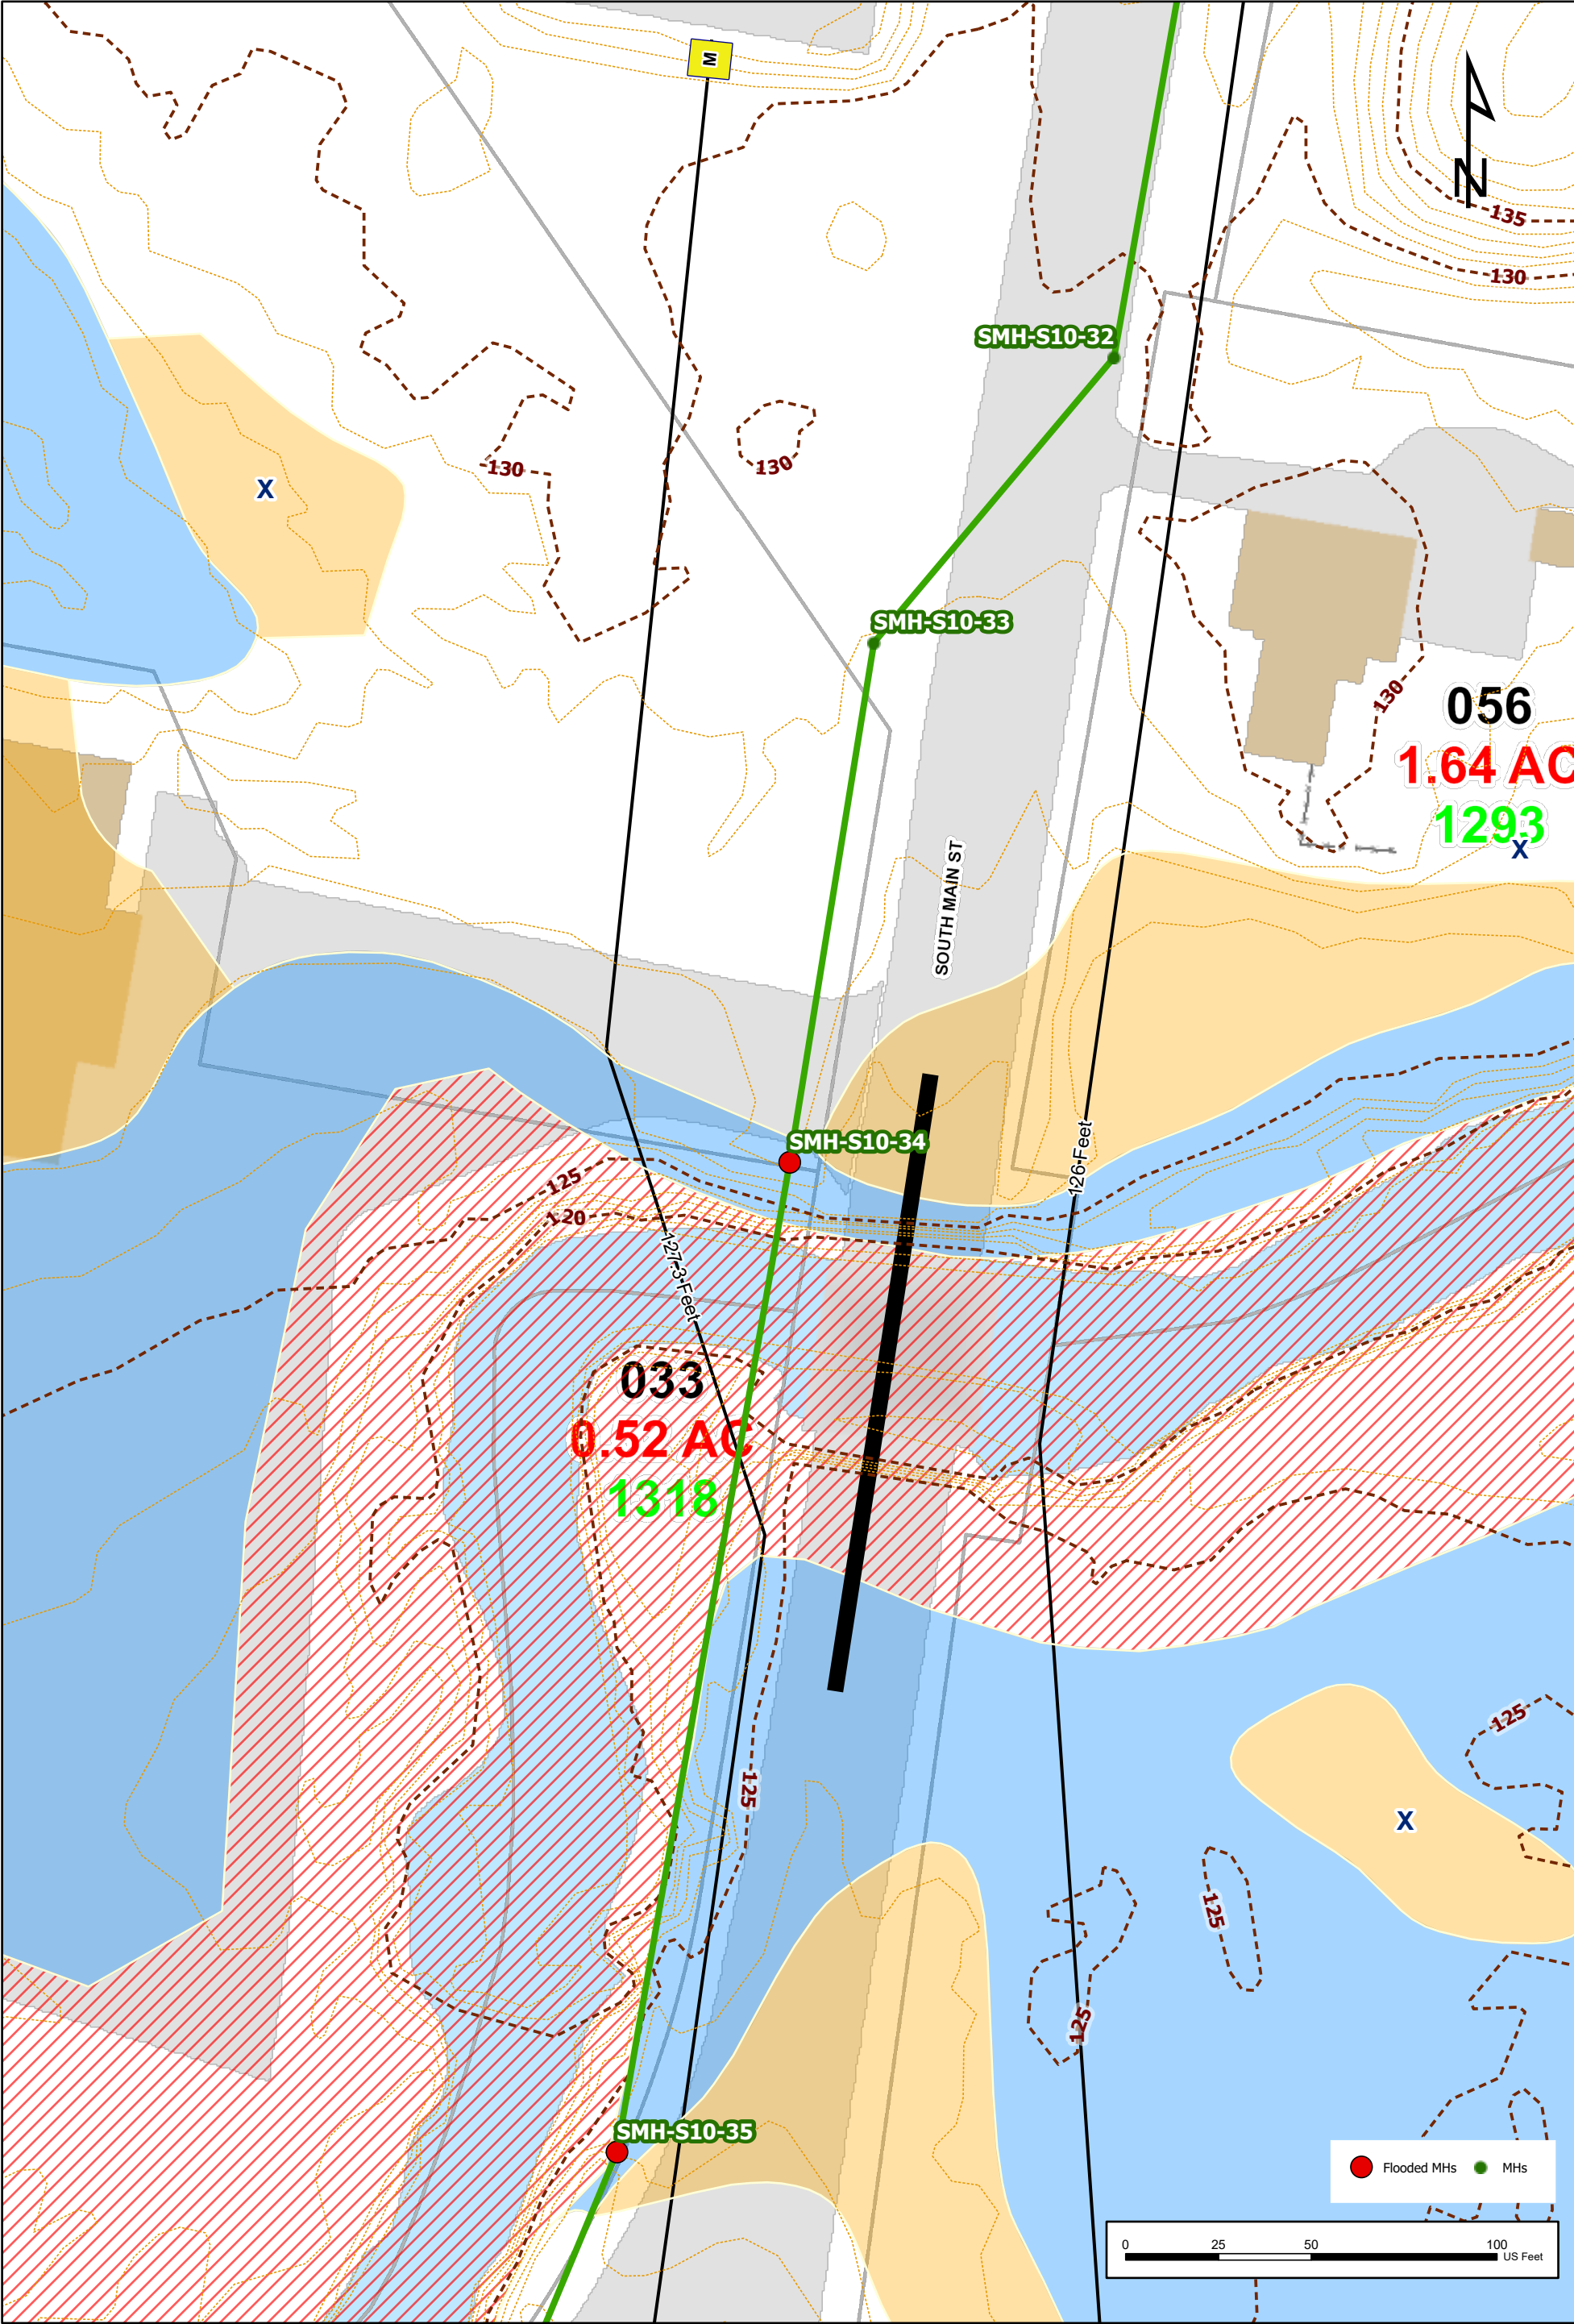 M
N
135
130
SMH-S10-32
130
130
X
SMH-S10-33
130
056
1.64 AC
1293
X
SOUTH MAIN ST
SMH-S10-34
126 Feet
125
120
127.3 Feet
033
0.52 AC
1318
125
125
X
125
125
SMH-S10-35
Flooded MHs
MHs
0 25 50 100
US Feet